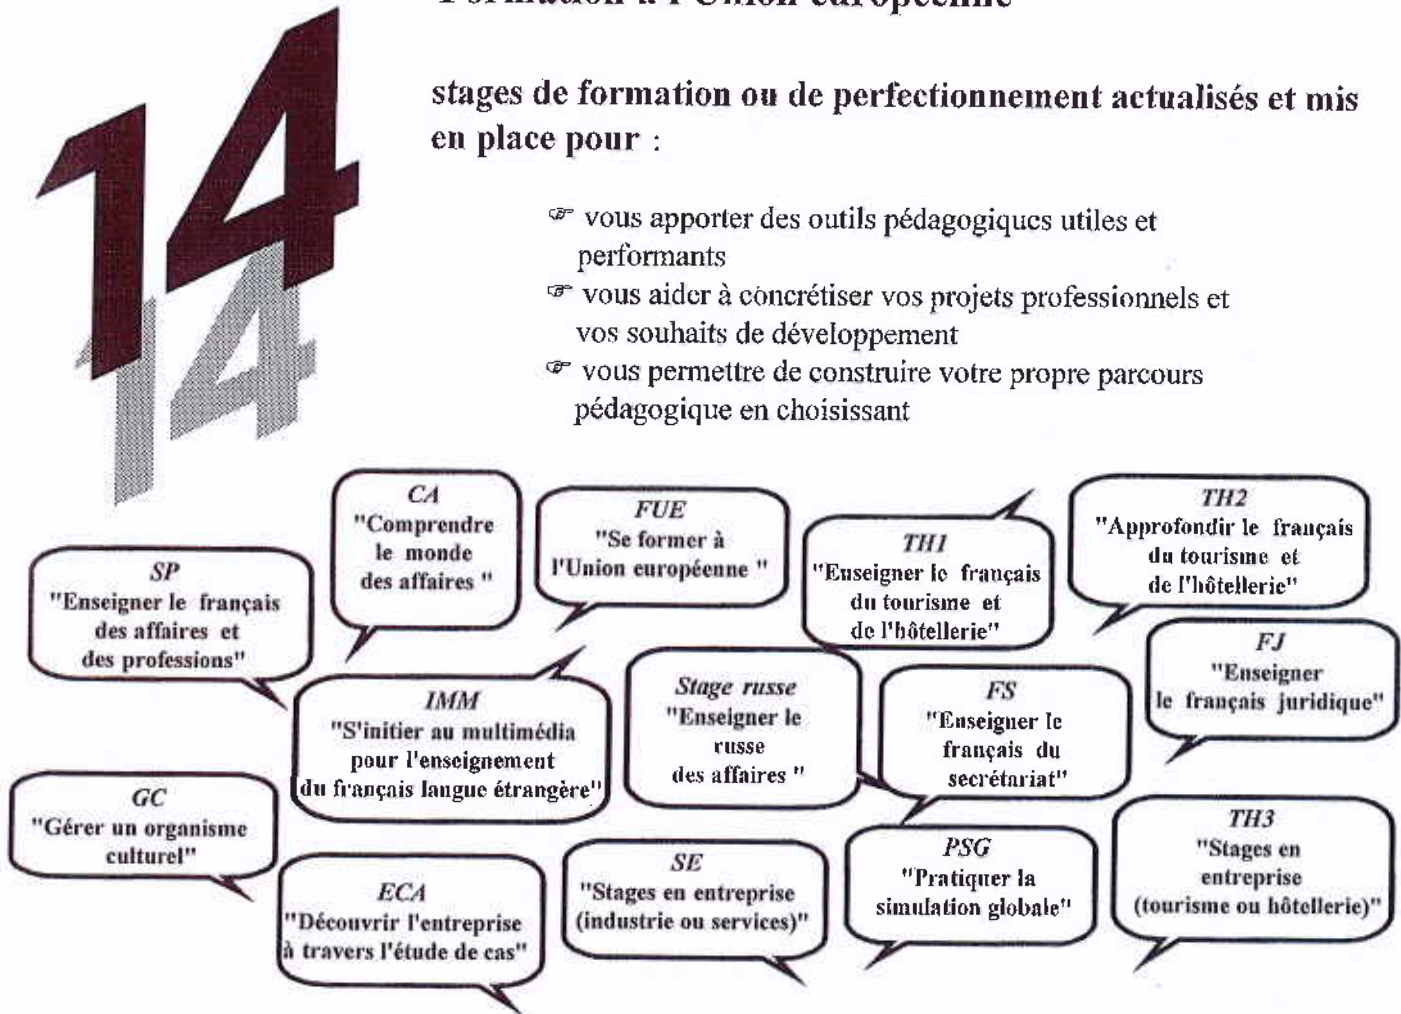 Formation à l'Union européenne
14
14
stages de formation ou de perfectionnement actualisés et mis
en place pour :
☞ vous apporter des outils pédagogiques utiles et
performants
☞ vous aider à concrétiser vos projets professionnels et
vos souhaits de développement
☞ vous permettre de construire votre propre parcours
pédagogique en choisissant
CA
"Comprendre
le monde
des affaires "
FUE
"Se former à
l'Union européenne "
TH1
"Enseigner le français
du tourisme et
de l'hôtellerie"
TH2
"Approfondir le français
du tourisme et
de l'hôtellerie"
SP
"Enseigner le français
des affaires et
des professions"
IMM
"S'initier au multimédia
pour l'enseignement
du français langue étrangère"
Stage russe
"Enseigner le
russe
des affaires "
FS
"Enseigner le
français du
secrétariat"
FJ
"Enseigner
le français juridique"
GC
"Gérer un organisme
culturel"
ECA
"Découvrir l'entreprise
à travers l'étude de cas"
SE
"Stages en entreprise
(industrie ou services)"
PSG
"Pratiquer la
simulation globale"
TH3
"Stages en
entreprise
(tourisme ou hôtellerie)"